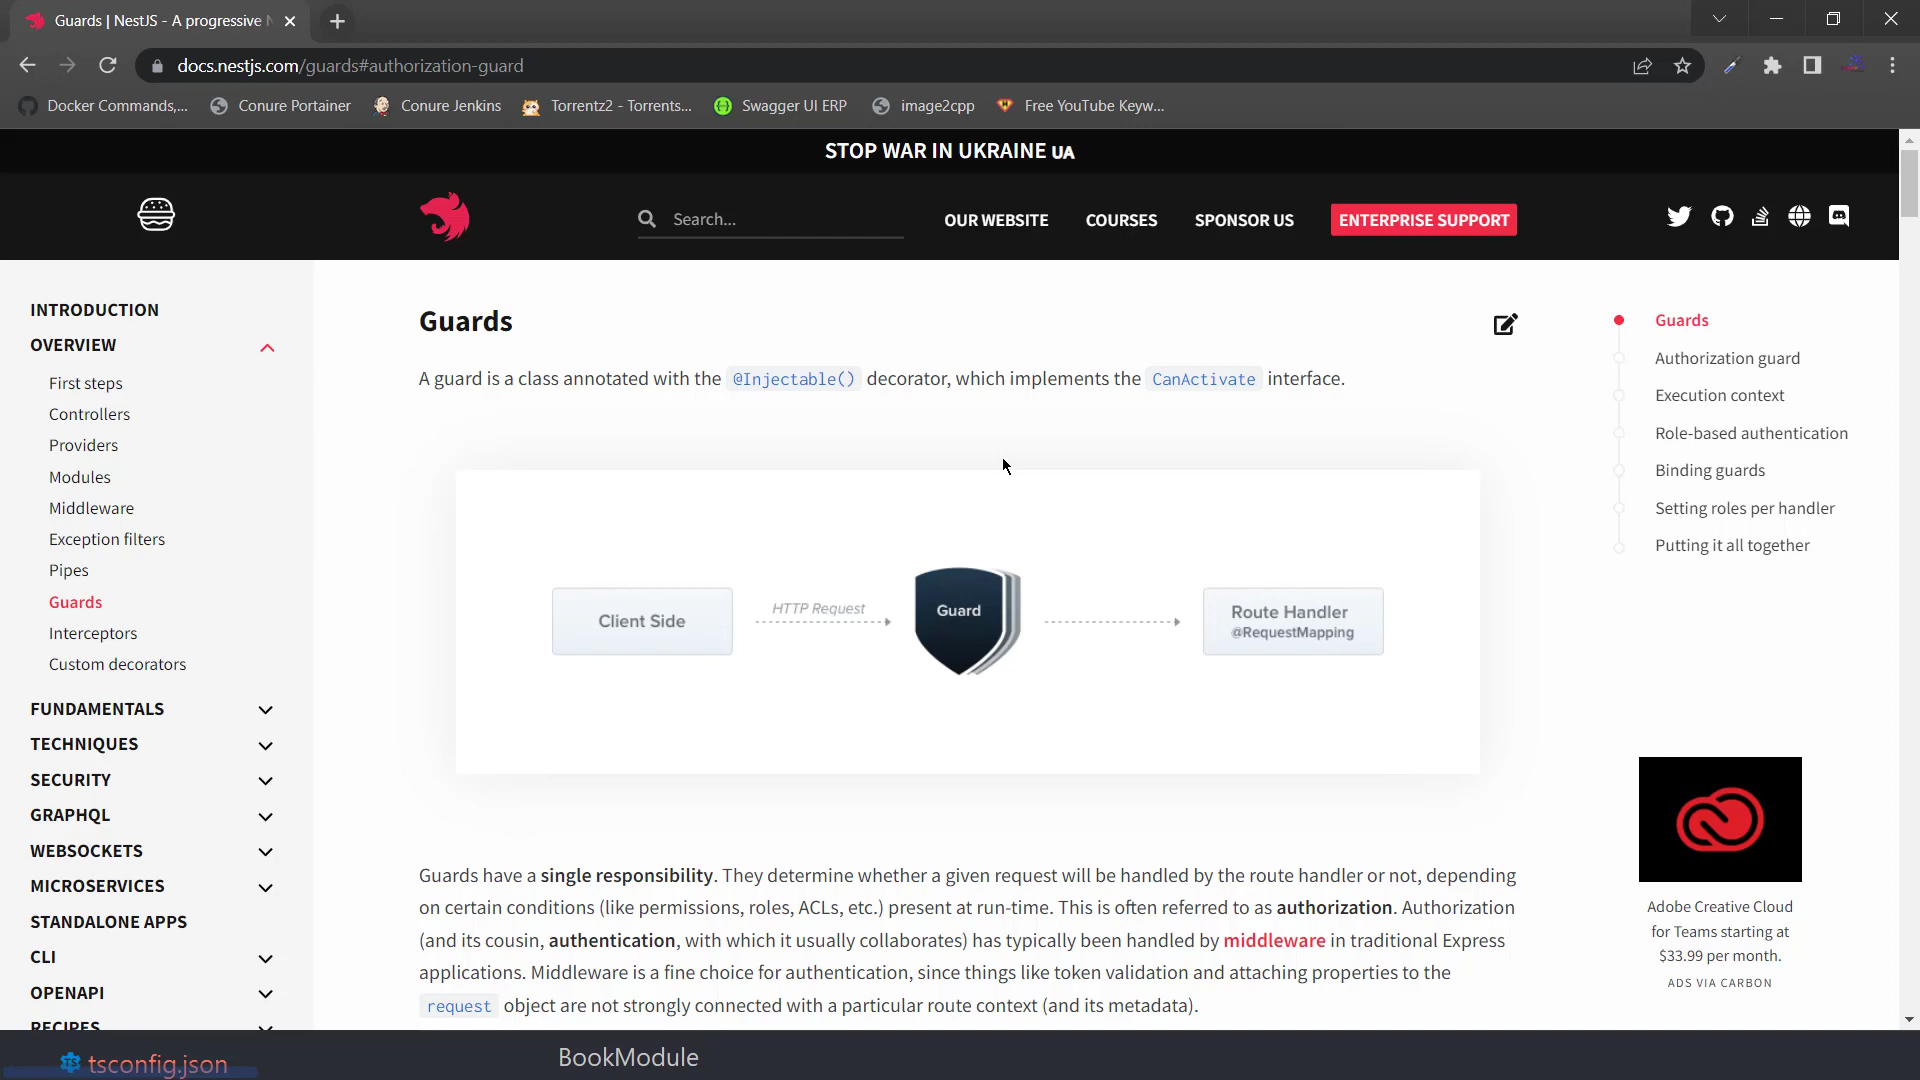 Guards | NestJS - A progressive
docs.nestjs.com/guards#authorization-guard
Docker Commands,...
Conure Portainer
Conure Jenkins
Torrentz2 - Torrents...
Swagger UI ERP
image2cpp
Free YouTube Keyw...
STOP WAR IN UKRAINE UA
Search...
OUR WEBSITE
COURSES
SPONSOR US
ENTERPRISE SUPPORT
INTRODUCTION
OVERVIEW
First steps
Controllers
Providers
Modules
Middleware
Exception filters
Pipes
Guards
Interceptors
Custom decorators
FUNDAMENTALS
TECHNIQUES
SECURITY
GRAPHQL
WEBSOCKETS
MICROSERVICES
STANDALONE APPS
CLI
OPENAPI
RECIPES
Guards
A guard is a class annotated with the @Injectable() decorator, which implements the CanActivate interface.
Client Side
HTTP Request
Guard
Route Handler
@RequestMapping
Guards have a single responsibility. They determine whether a given request will be handled by the route handler or not, depending
on certain conditions (like permissions, roles, ACLs, etc.) present at run-time. This is often referred to as authorization. Authorization
(and its cousin, authentication, with which it usually collaborates) has typically been handled by middleware in traditional Express
applications. Middleware is a fine choice for authentication, since things like token validation and attaching properties to the
request object are not strongly connected with a particular route context (and its metadata).
Guards
Authorization guard
Execution context
Role-based authentication
Binding guards
Setting roles per handler
Putting it all together
Adobe Creative Cloud
for Teams starting at
$33.99 per month.
ADS VIA CARBON
TS tsconfig.json
BookModule